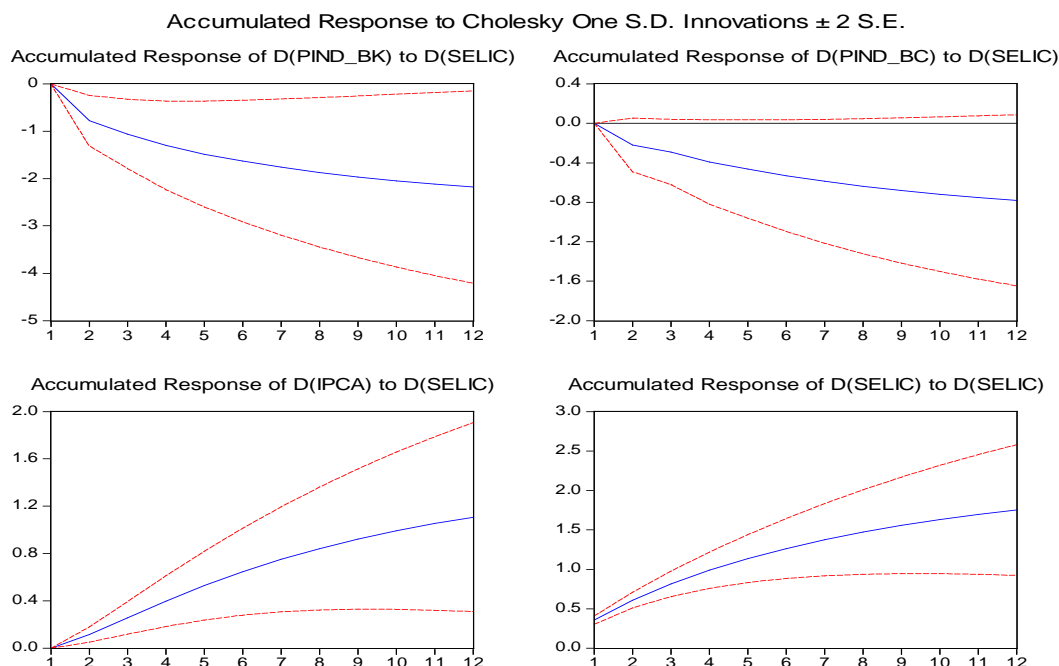 Accumulated Response to Cholesky One S.D. Innovations ± 2 S.E.
Accumulated Response of D(PIND_BK) to D(SELIC)
0
-1
-2
-3
-4
-5
1 2 3 4 5 6 7 8 9 10 11 12
Accumulated Response of D(PIND_BC) to D(SELIC)
0.4
0.0
-0.4
-0.8
-1.2
-1.6
-2.0
1 2 3 4 5 6 7 8 9 10 11 12
Accumulated Response of D(IPCA) to D(SELIC)
2.0
1.6
1.2
0.8
0.4
0.0
1 2 3 4 5 6 7 8 9 10 11 12
Accumulated Response of D(SELIC) to D(SELIC)
3.0
2.5
2.0
1.5
1.0
0.5
0.0
1 2 3 4 5 6 7 8 9 10 11 12